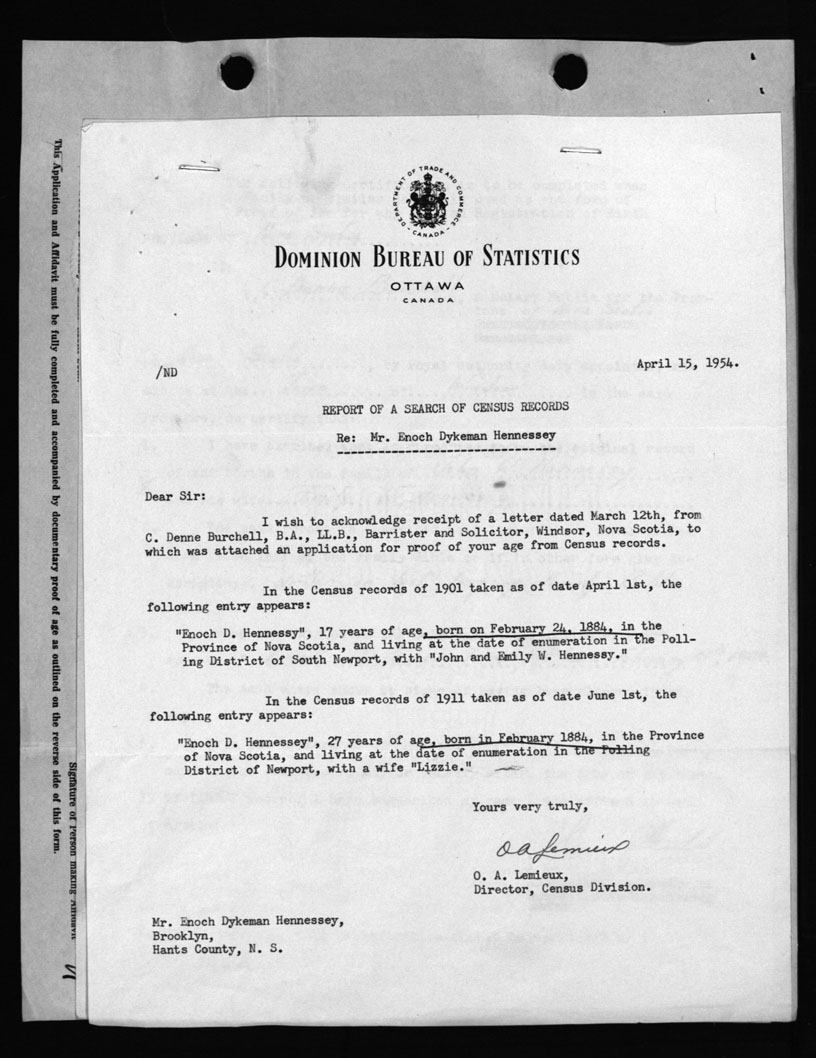 DEPARTMENT OF TRADE AND COMMERCE
CANADA
DOMINION BUREAU OF STATISTICS
OTTAWA
CANADA
/ND
April 15, 1954.
REPORT OF A SEARCH OF CENSUS RECORDS
Re: Mr. Enoch Dykeman Hennessey
Dear Sir:
I wish to acknowledge receipt of a letter dated March 12th, from
C. Denne Burchell, B.A., LL.B., Barrister and Solicitor, Windsor, Nova Scotia, to
which was attached an application for proof of your age from Census records.
In the Census records of 1901 taken as of date April 1st, the
following entry appears:
"Enoch D. Hennessy", 17 years of age, born on February 24, 1884, in the
Province of Nova Scotia, and living at the date of enumeration in the Poll-
ing District of South Newport, with "John and Emily W. Hennessy."
In the Census records of 1911 taken as of date June 1st, the
following entry appears:
"Enoch D. Hennessey", 27 years of age, born in February 1884, in the Province
of Nova Scotia, and living at the date of enumeration in the Polling
District of Newport, with a wife "Lizzie."
Yours very truly,
O A Lemieux
O. A. Lemieux,
Director, Census Division.
Mr. Enoch Dykeman Hennessey,
Brooklyn,
Hants County, N. S.
This Application and Affidavit must be fully completed and accompanied by documentary proof of age as outlined on the reverse side of this form.
Signature of Person making Affidavit